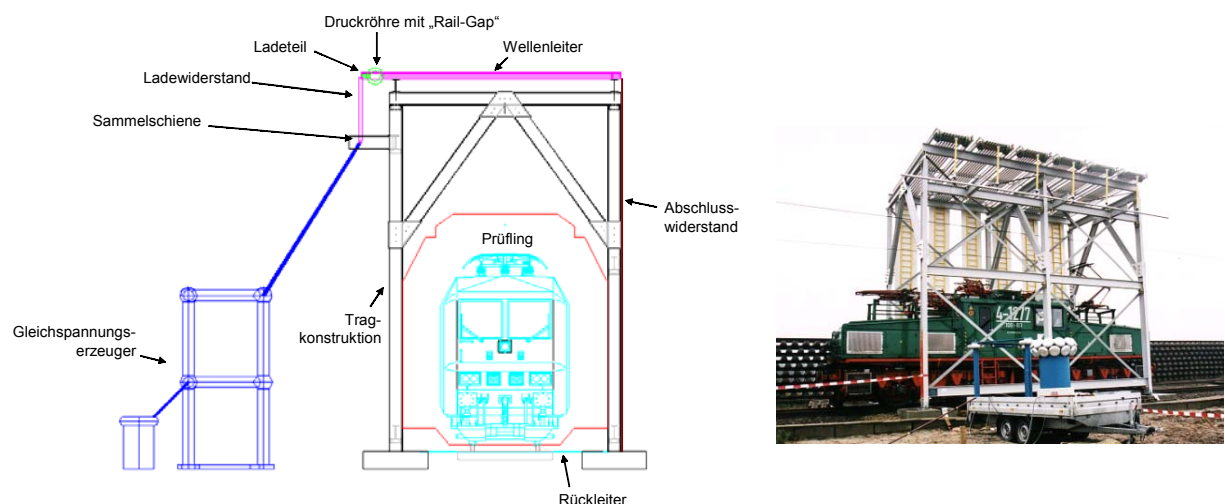 Druckröhre mit „Rail-Gap“
Ladeteil
Wellenleiter
Ladewiderstand
Sammelschiene
Abschluss-
widerstand
Prüfling
Trag-
konstruktion
Gleichspannungs-
erzeuger
Rückleiter
4-1277